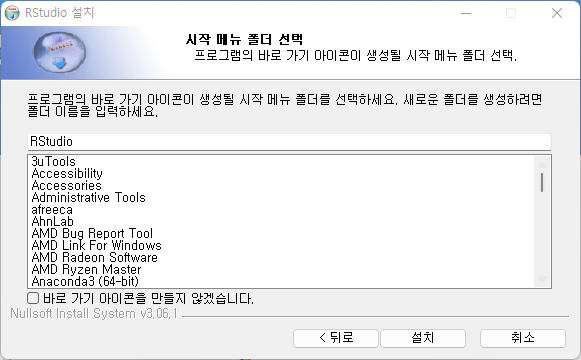 RStudio 설치
시작 메뉴 폴더 선택
프로그램의 바로 가기 아이콘이 생성될 시작 메뉴 폴더 선택.
프로그램의 바로 가기 아이콘이 생성될 시작 메뉴 폴더를 선택하세요. 새로운 폴더를 생성하려면
폴더 이름을 입력하세요.
RStudio
3uTools
Accessibility
Accessories
Administrative Tools
afreeca
AhnLab
AMD Bug Report Tool
AMD Link For Windows
AMD Radeon Software
AMD Ryzen Master
Anaconda3 (64-bit)
바로 가기 아이콘을 만들지 않겠습니다.
Nullsoft Install System v3.06.1
< 뒤로
설치
취소